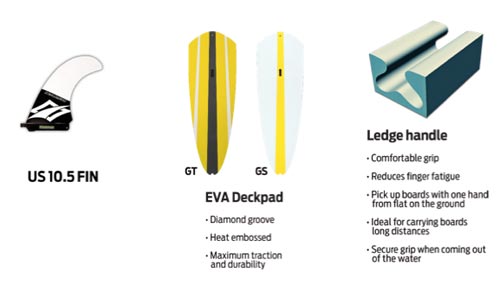 US 10.5 FIN
GT
GS
EVA Deckpad
• Diamond groove
• Heat embossed
• Maximum traction
and durability
Ledge handle
• Comfortable grip
• Reduces finger fatigue
• Pick up boards with one hand
from flat on the ground
• Ideal for carrying boards
long distances
• Secure grip when coming out
of the water